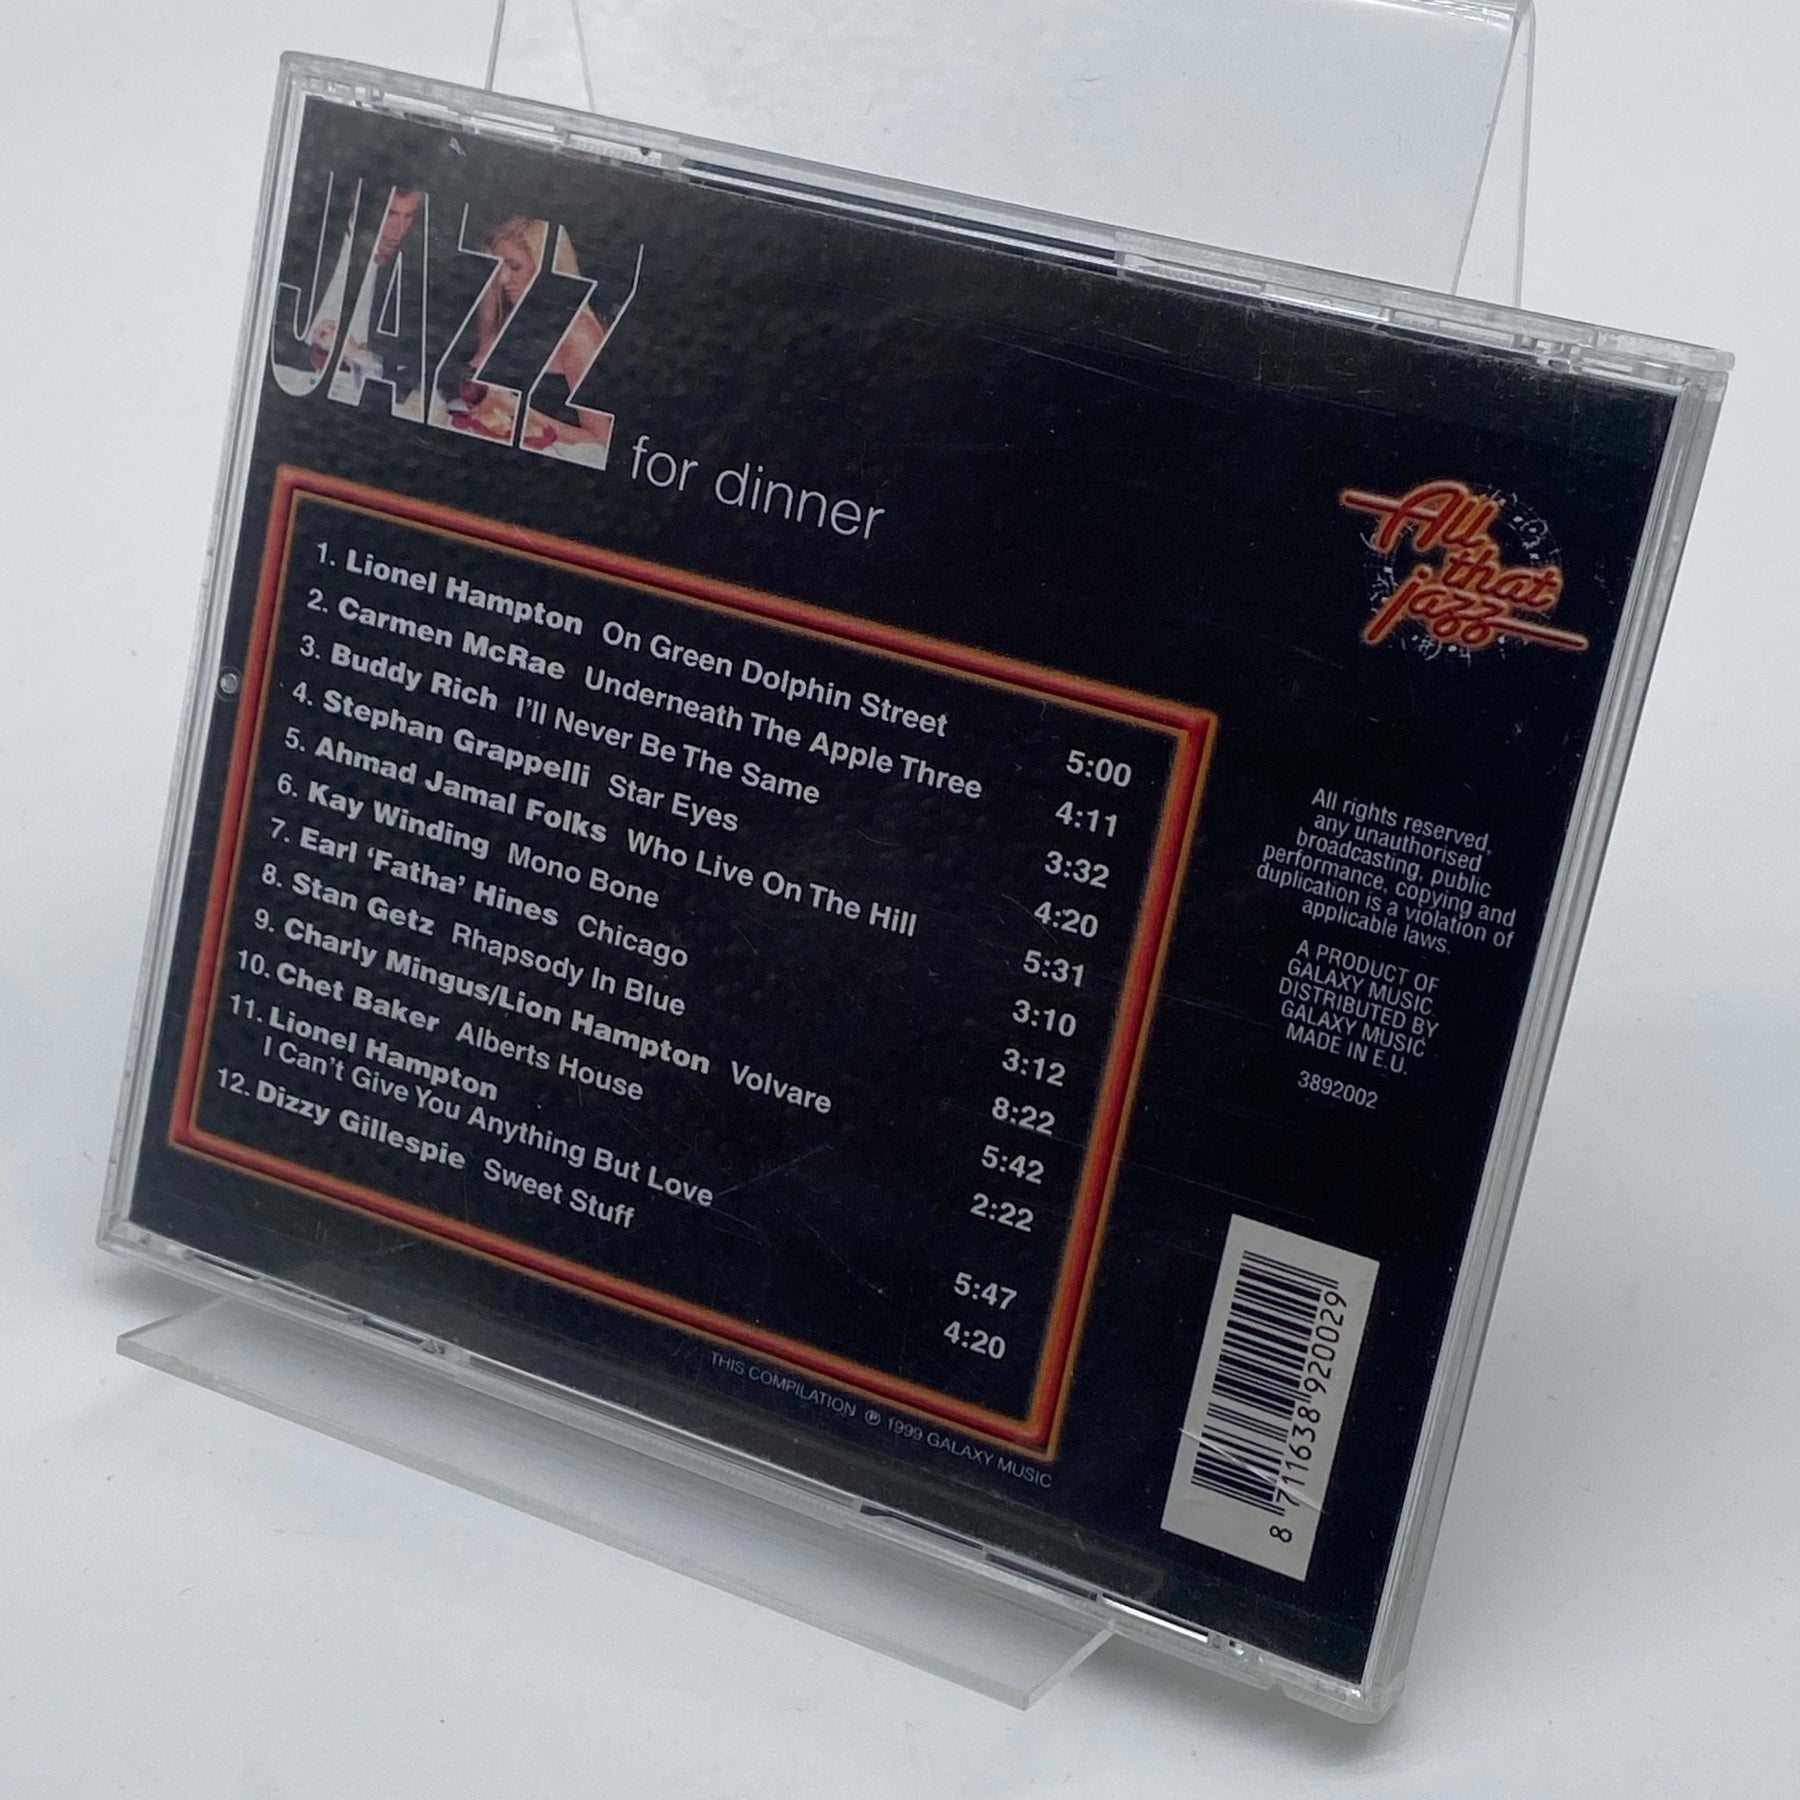 JAZZ for dinner
All
that
jazz
1. Lionel Hampton On Green Dolphin Street 5:00
2. Carmen McRae Underneath The Apple Three 4:11
3. Buddy Rich I'll Never Be The Same 3:32
4. Stephan Grappelli Star Eyes 4:20
5. Ahmad Jamal Folks Who Live On The Hill 5:31
6. Kay Winding Mono Bone 3:10
7. Earl ‘Fatha’ Hines Chicago 3:12
8. Stan Getz Rhapsody In Blue 8:22
9. Charly Mingus/Lion Hampton Volvare 5:42
10. Chet Baker Alberts House 2:22
11. Lionel Hampton
I Can't Give You Anything But Love 5:47
12. Dizzy Gillespie Sweet Stuff 4:20
THIS COMPILATION ℗ 1999 GALAXY MUSIC
All rights reserved,
any unauthorised
broadcasting, public
performance, copying and
duplication is a violation of
applicable laws.
A PRODUCT OF
GALAXY MUSIC
DISTRIBUTED BY
GALAXY MUSIC
MADE IN E.U.
3892002
8 711638 920029